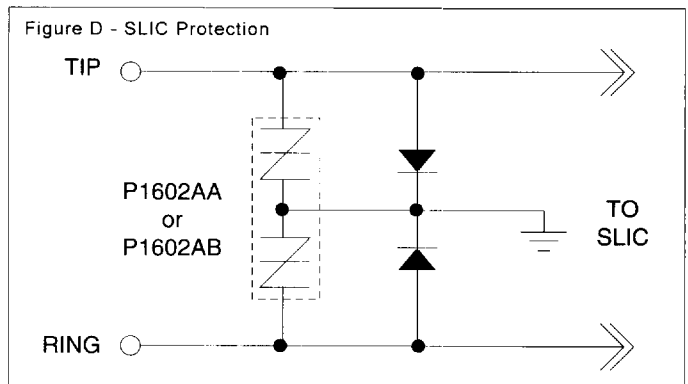 Figure D - SLIC Protection
TIP
P1602AA
or
P1602AB
TO
SLIC
RING